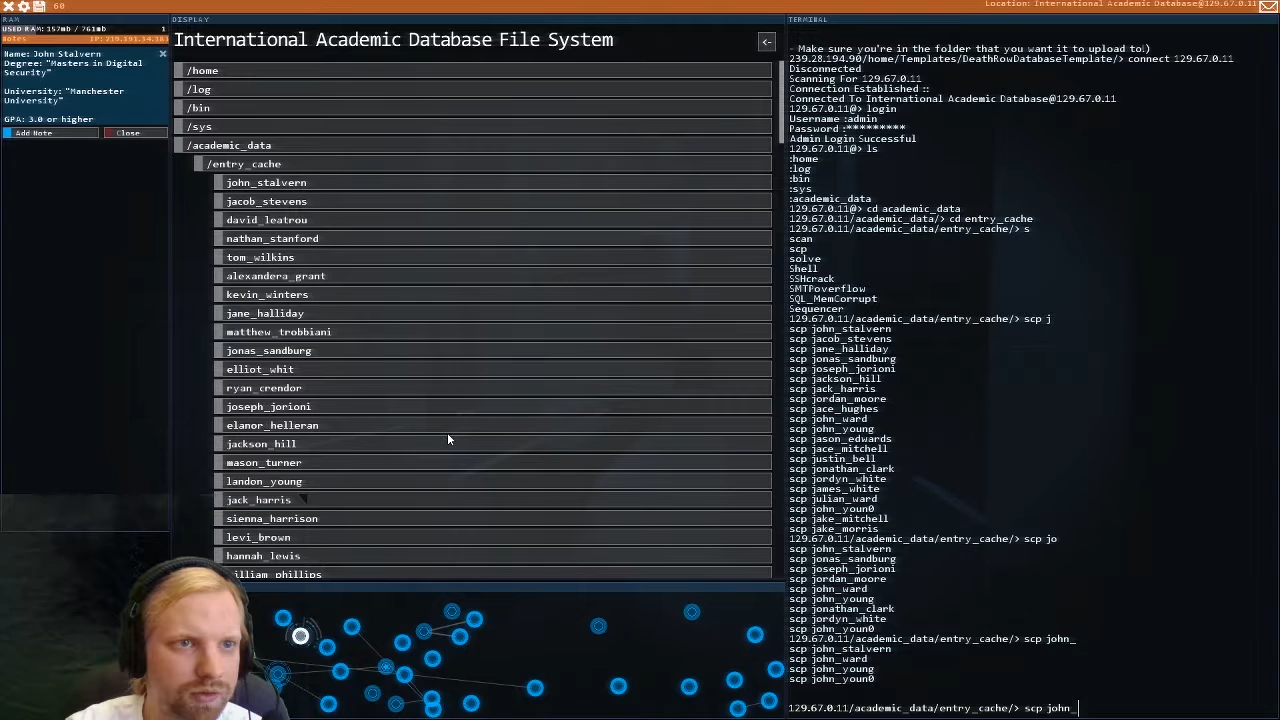 60
Location: International Academic Database@129.67.0.11
RAM
USED RAM: 157mb / 761mb 1
notes
Name: John Stalvern
Degree: "Masters in Digital
Security"
University: "Manchester
University"
GPA: 3.0 or higher
Add Note
Close
DISPLAY
International Academic Database File System
<-
/home
/log
/bin
/sys
/academic_data
/entry_cache
john_stalvern
jacob_stevens
david_leatrou
nathan_stanford
tom_wilkins
alexandera_grant
kevin_winters
jane_halliday
matthew_trobbiani
jonas_sandburg
elliot_whit
ryan_crendor
joseph_jorioni
elanor_helleran
jackson_hill
mason_turner
landon_young
jack_harris
sienna_harrison
levi_brown
hannah_lewis
william_phillips
TERMINAL
- Make sure you're in the folder that you want it to upload to!)
239.28.194.90/home/Templates/DeathRowDatabaseTemplate/> connect 129.67.0.11
Disconnected
Scanning For 129.67.0.11
Connection Established ::
Connected To International Academic Database@129.67.0.11
129.67.0.11@> login
Username :admin
Password :*********
Admin Login Successful
129.67.0.11@> ls
:home
:log
:bin
:sys
:academic_data
129.67.0.11@> cd academic_data
129.67.0.11/academic_data/> cd entry_cache
129.67.0.11/academic_data/entry_cache/> s
scan
scp
solve
Shell
SSHcrack
SMTPoverflow
SQL_MemCorrupt
Sequencer
129.67.0.11/academic_data/entry_cache/> scp j
scp john_stalvern
scp jacob_stevens
scp jane_halliday
scp jonas_sandburg
scp joseph_jorioni
scp jackson_hill
scp jack_harris
scp jordan_moore
scp jace_hughes
scp john_ward
scp john_young
scp jason_edwards
scp jace_mitchell
scp justin_bell
scp jonathan_clark
scp jordyn_white
scp james_white
scp julian_ward
scp john_youn0
scp jake_mitchell
scp jake_morris
129.67.0.11/academic_data/entry_cache/> scp jo
scp john_stalvern
scp jonas_sandburg
scp joseph_jorioni
scp jordan_moore
scp john_ward
scp john_young
scp jonathan_clark
scp jordyn_white
scp john_youn0
129.67.0.11/academic_data/entry_cache/> scp john_
scp john_stalvern
scp john_ward
scp john_young
scp john_youn0
129.67.0.11/academic_data/entry_cache/> scp john_